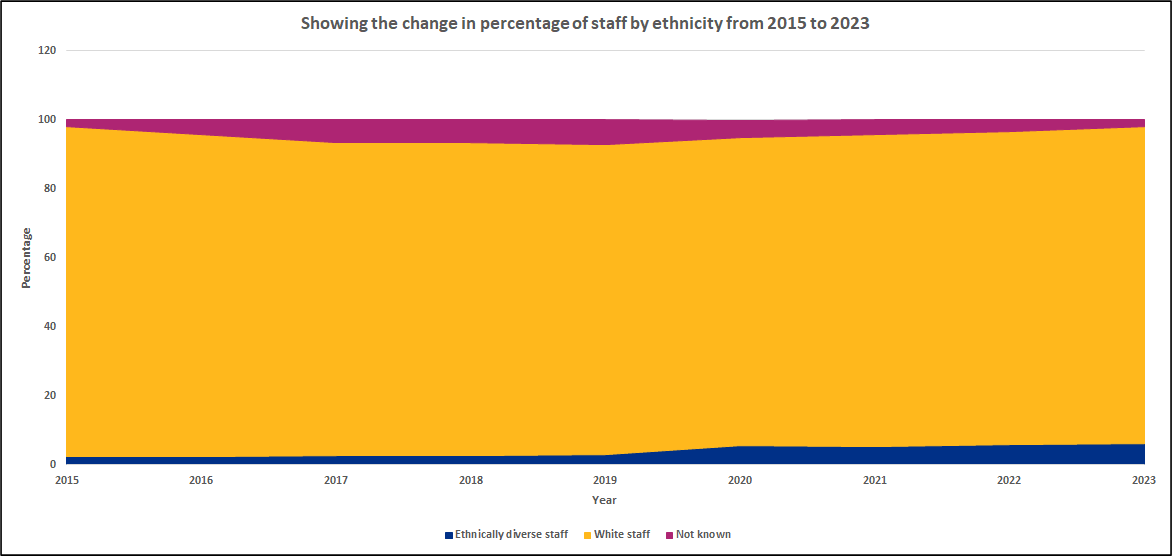 Showing the change in percentage of staff by ethnicity from 2015 to 2023
120
100
80
60
40
20
0
Percentage
2015 2016 2017 2018 2019 2020 2021 2022 2023
Year
Ethnically diverse staff White staff Not known